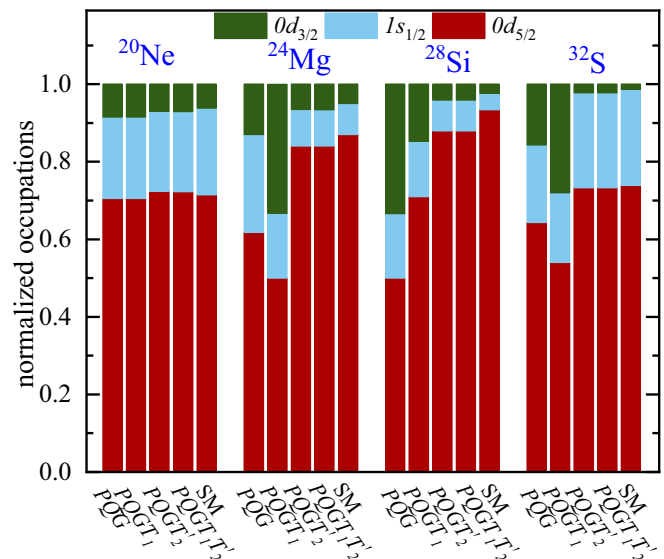 0d3/2 1s1/2 0d5/2
20Ne 24Mg 28Si 32S
normalized occupations
1.0
0.8
0.6
0.4
0.2
0.0
PQG PQGT1 PQGT'2 PQGT1T'2 SM PQG PQGT1 PQGT'2 PQGT1T'2 SM PQG PQGT1 PQGT'2 PQGT1T'2 SM PQG PQGT1 PQGT'2 PQGT1T'2 SM